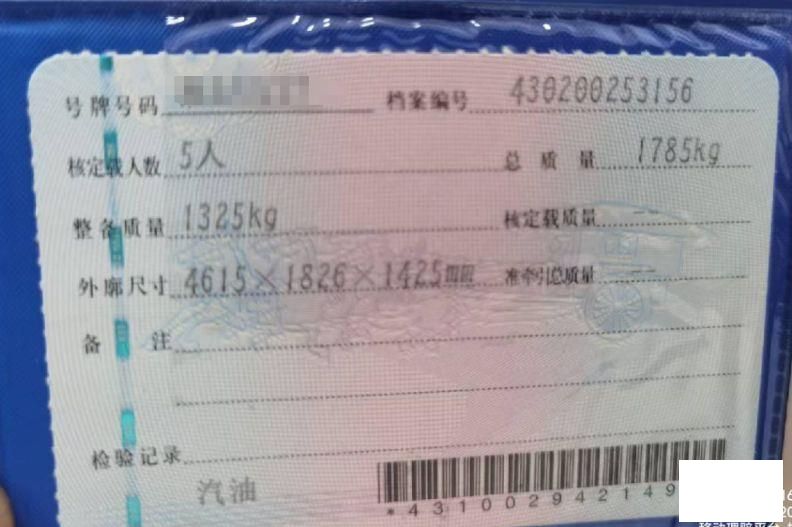 号牌号码 档案编号 430200253156
核定载人数 5人 总质量 1785kg
整备质量 1325kg 核定载质量 --
外廓尺寸 4615×1826×1425mm 准牵引总质量 --
备注
检验记录
汽油
*431002942149